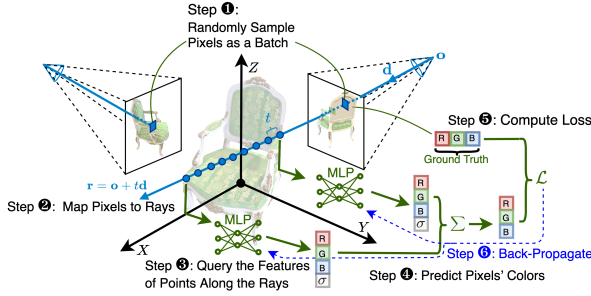 Step ❶:
Randomly Sample
Pixels as a Batch
Z
d
o
t
Step ❺: Compute Loss
R G B
Ground Truth
r = o + td
Step ❷: Map Pixels to Rays
MLP
R
G
B
σ
Σ
R
G
B
ℒ
MLP
X
Y
R
G
B
σ
Step ❸: Query the Features
of Points Along the Rays
Step ❻: Back-Propagate
Step ❹: Predict Pixels' Colors